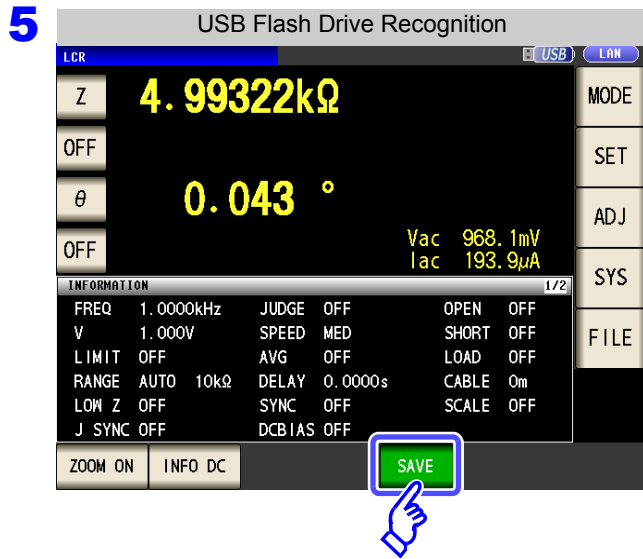 5 USB Flash Drive Recognition
LCR USB LAN
Z 4.99322kΩ MODE
OFF SET
θ 0.043 ° ADJ
OFF Vac 968.1mV
Iac 193.9μA SYS
INFORMATION 1/2
FREQ 1.0000kHz JUDGE OFF OPEN OFF
V 1.000V SPEED MED SHORT OFF FILE
LIMIT OFF AVG OFF LOAD OFF
RANGE AUTO 10kΩ DELAY 0.0000s CABLE 0m
LOW Z OFF SYNC OFF SCALE OFF
J SYNC OFF DCBIAS OFF
ZOOM ON INFO DC SAVE